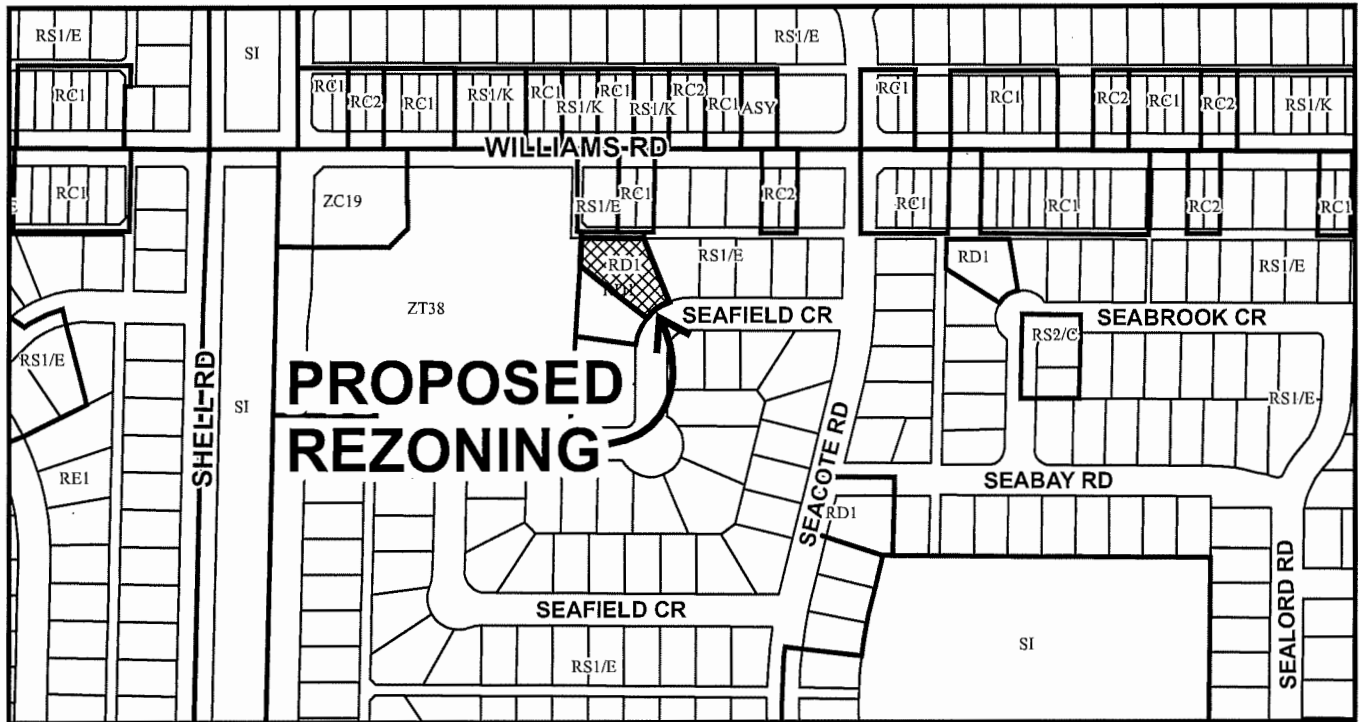 RS1/E
SI
RS1/E
RC1
RC1
RC2
RC1
RS1/K
RC1
RS1/K
RC1
RS1/K
RC2
RC1
ASY
RC1
RC1
RC2
RC1
RC2
RS1/K
WILLIAMS RD
RC1
ZC19
RS1/E
RC1
RC2
RC1
RC1
RC2
RC1
RD1
RS1/E
RD1
RS1/E
ZT38
SEAFIELD CR
SEABROOK CR
RS1/E
RS2/C
PROPOSED
REZONING
SHELL RD
SI
RS1/E
RE1
SEACOTE RD
SEABAY RD
RD1
SEAFIELD CR
SEALORD RD
SI
RS1/E